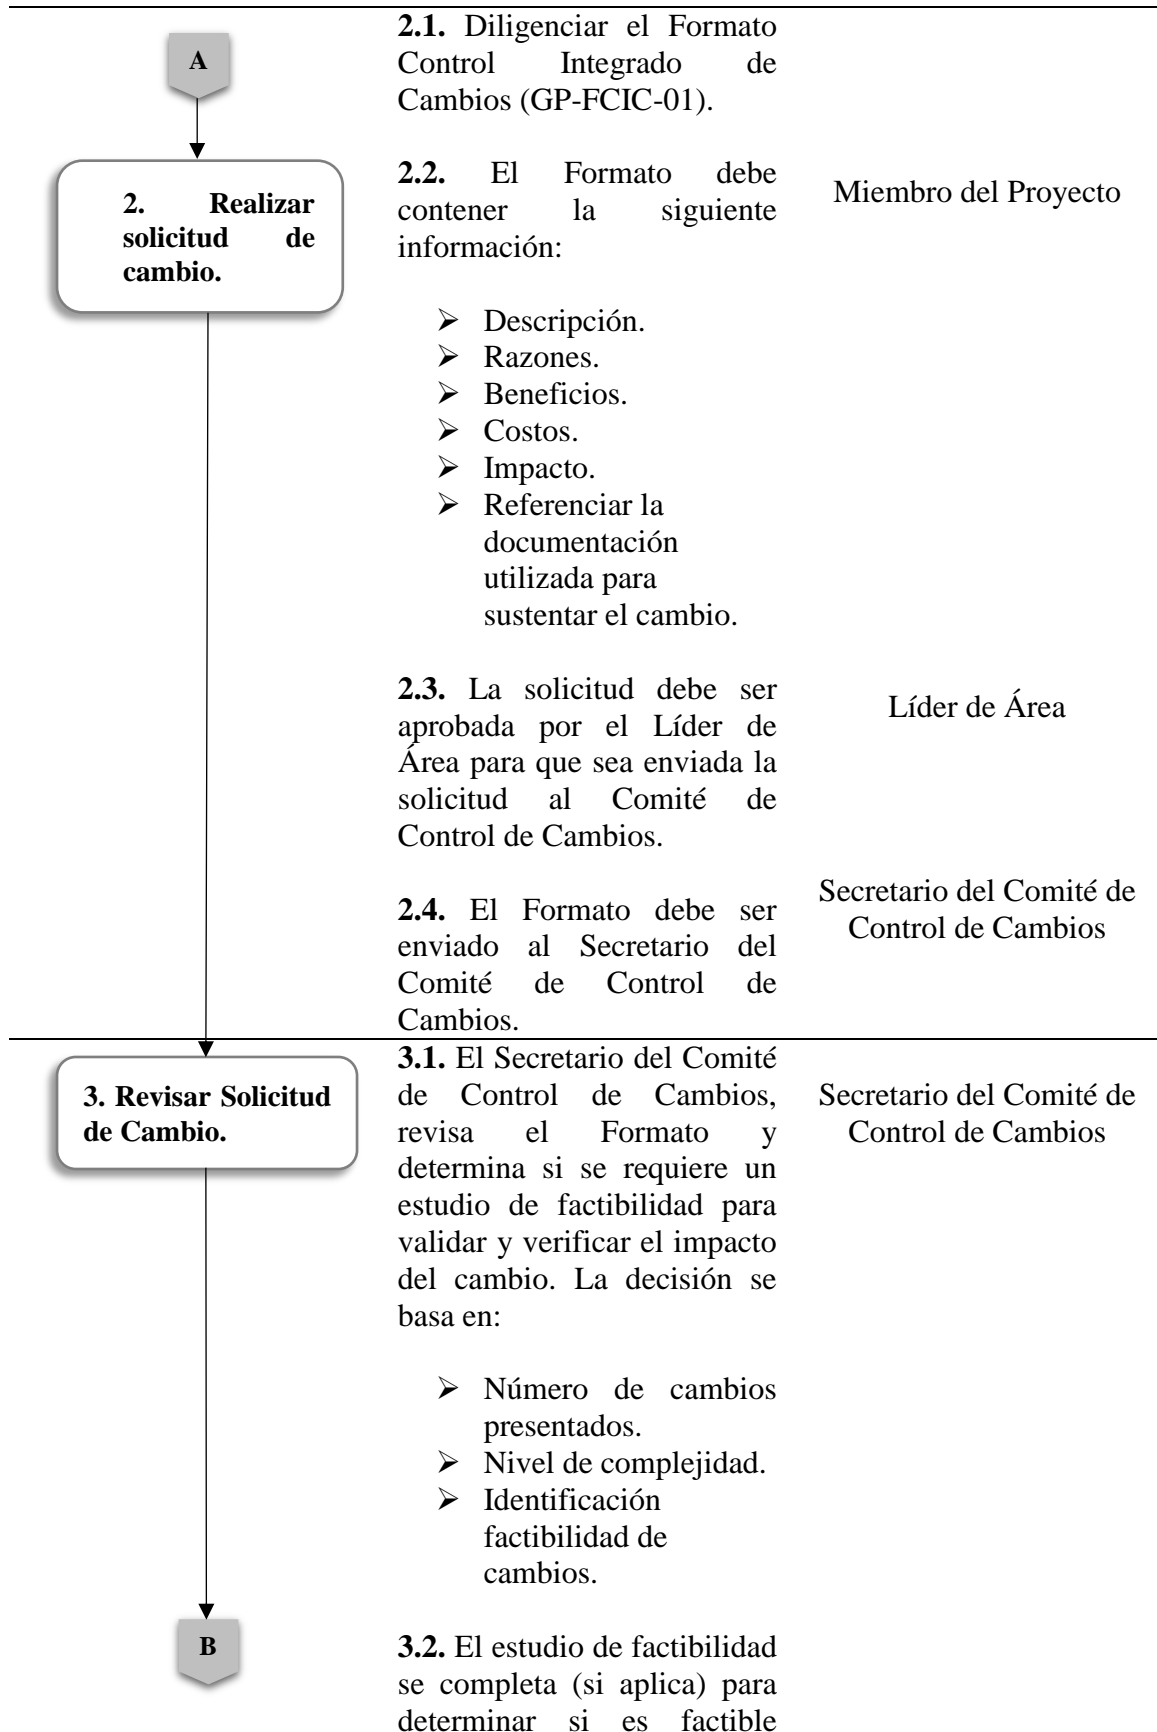 A
2. Realizar
solicitud de
cambio.
2.1. Diligenciar el Formato
Control Integrado de
Cambios (GP-FCIC-01).
2.2. El Formato debe
contener la siguiente
información:
➢ Descripción.
➢ Razones.
➢ Beneficios.
➢ Costos.
➢ Impacto.
➢ Referenciar la
documentación
utilizada para
sustentar el cambio.
2.3. La solicitud debe ser
aprobada por el Líder de
Área para que sea enviada la
solicitud al Comité de
Control de Cambios.
2.4. El Formato debe ser
enviado al Secretario del
Comité de Control de
Cambios.
Miembro del Proyecto
Líder de Área
Secretario del Comité de
Control de Cambios
3. Revisar Solicitud
de Cambio.
B
3.1. El Secretario del Comité
de Control de Cambios,
revisa el Formato y
determina si se requiere un
estudio de factibilidad para
validar y verificar el impacto
del cambio. La decisión se
basa en:
➢ Número de cambios
presentados.
➢ Nivel de complejidad.
➢ Identificación
factibilidad de
cambios.
3.2. El estudio de factibilidad
se completa (si aplica) para
determinar si es factible
Secretario del Comité de
Control de Cambios